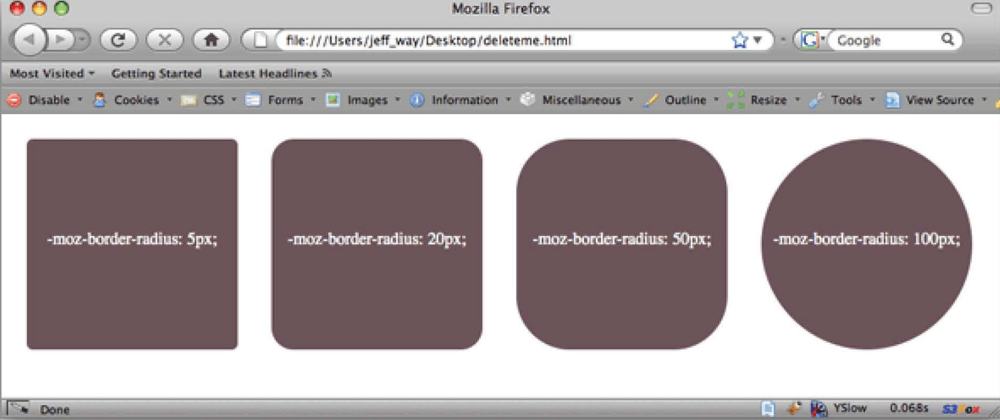 Mozilla Firefox
file:///Users/jeff_way/Desktop/deleteme.html
G
Google
Most Visited Getting Started Latest Headlines
Disable Cookies CSS Forms Images Information Miscellaneous Outline Resize Tools View Source
-moz-border-radius: 5px; -moz-border-radius: 20px; -moz-border-radius: 50px; -moz-border-radius: 100px;
Done YSlow 0.068s S3Fox